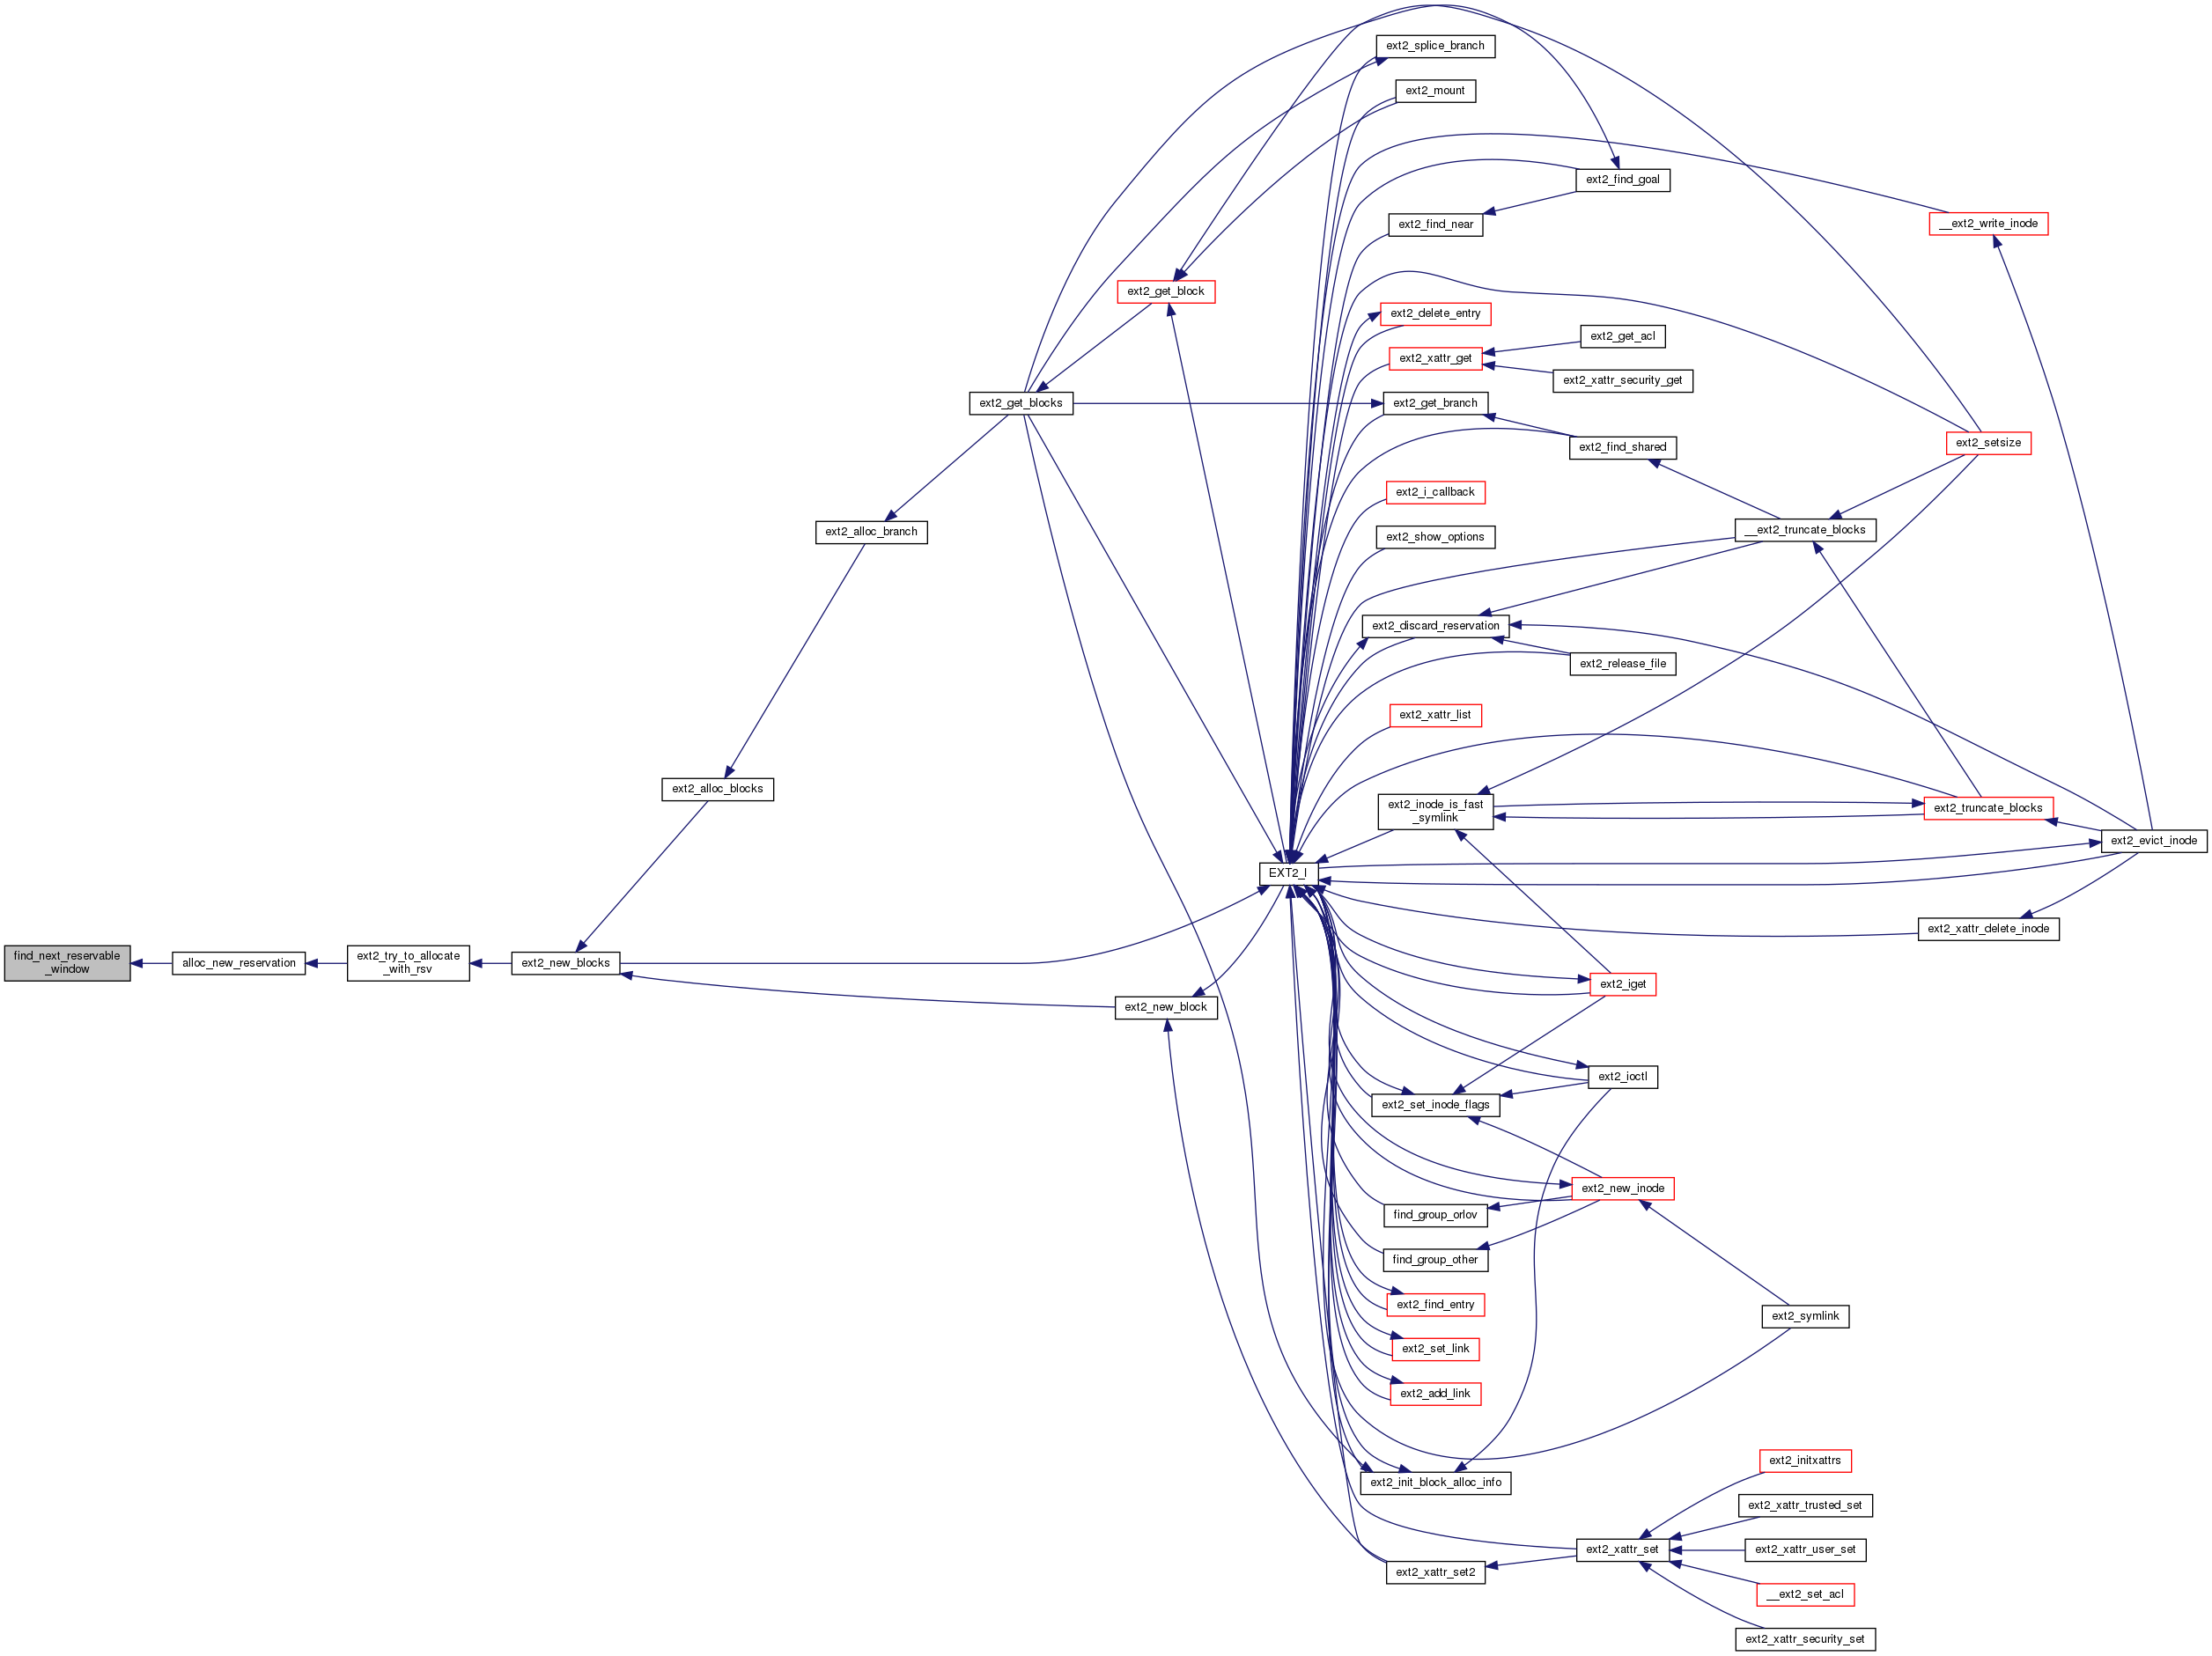 ext2_splice_branch
ext2_mount
ext2_find_goal
__ext2_write_inode
ext2_find_near
ext2_get_block
ext2_delete_entry
ext2_get_acl
ext2_xattr_get
ext2_xattr_security_get
ext2_get_blocks
ext2_get_branch
ext2_find_shared
ext2_setsize
ext2_i_callback
ext2_alloc_branch
ext2_show_options
__ext2_truncate_blocks
ext2_discard_reservation
ext2_release_file
ext2_xattr_list
ext2_alloc_blocks
ext2_inode_is_fast
_symlink
ext2_truncate_blocks
ext2_evict_inode
EXT2_I
ext2_xattr_delete_inode
find_next_reservable
_window
alloc_new_reservation
ext2_try_to_allocate
_with_rsv
ext2_new_blocks
ext2_iget
ext2_new_block
ext2_ioctl
ext2_set_inode_flags
ext2_new_inode
find_group_orlov
find_group_other
ext2_find_entry
ext2_symlink
ext2_set_link
ext2_add_link
ext2_initxattrs
ext2_init_block_alloc_info
ext2_xattr_trusted_set
ext2_xattr_set
ext2_xattr_user_set
ext2_xattr_set2
__ext2_set_acl
ext2_xattr_security_set